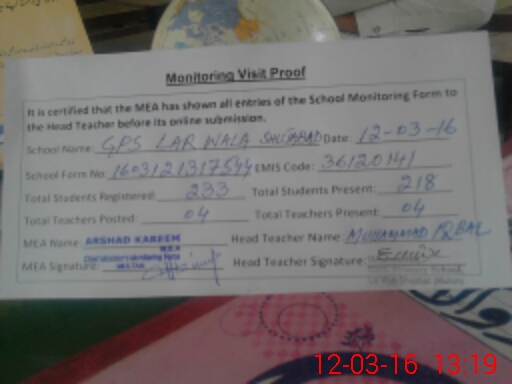 Monitoring Visit Proof
It is certified that the MEA has shown all entries of the School Monitoring Form to
the Head Teacher before its online submission.
School Name: GPS LAR WALA SHUJABAD Date: 12-03-16
School Form No: 1603121317544 EMIS Code: 36120141
Total Students Registered: 233 Total Students Present: 218
Total Teachers Posted: 04 Total Teachers Present: 04
MEA Name: ARSHAD KAREEM Head Teacher Name: MUHAMMAD IQBAL
M.E.A
MEA Signature: Head Teacher Signature:
12-03-16 13:19